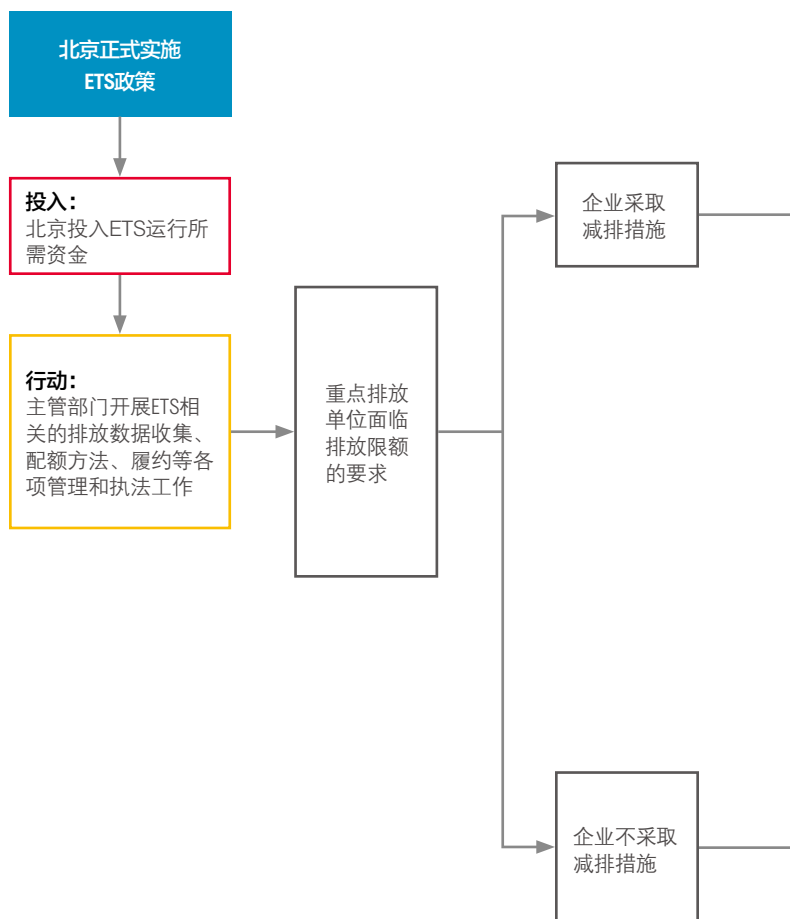 北京正式实施
ETS政策
投入：
北京投入ETS运行所
需资金
行动：
主管部门开展ETS相
关的排放数据收集、
配额方法、履约等各
项管理和执法工作
重点排放
单位面临
排放限额
的要求
企业采取
减排措施
企业不采取
减排措施